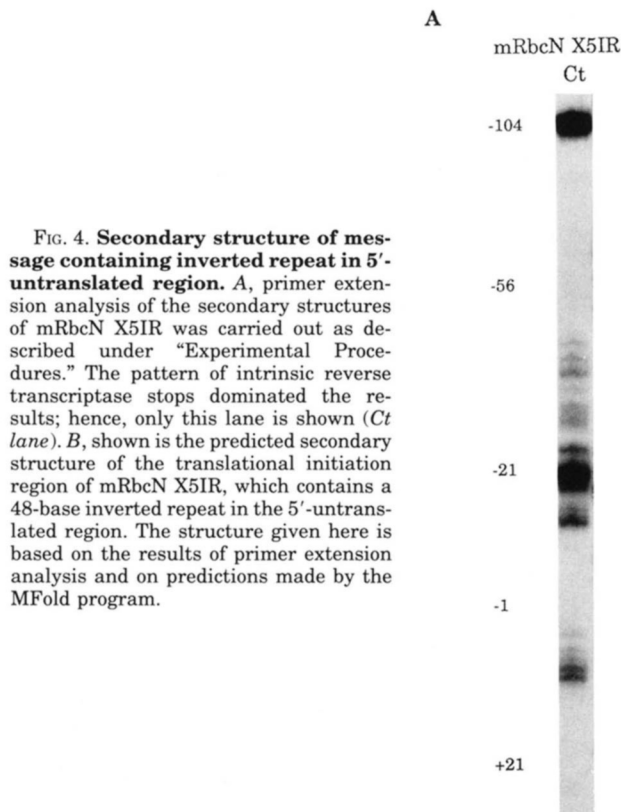 A
mRbcN X5IR
Ct
-104
-56
-21
-1
+21
FIG. 4. Secondary structure of mes-
sage containing inverted repeat in 5′-
untranslated region. A, primer exten-
sion analysis of the secondary structures
of mRbcN X5IR was carried out as de-
scribed under “Experimental Proce-
dures.” The pattern of intrinsic reverse
transcriptase stops dominated the re-
sults; hence, only this lane is shown (Ct
lane). B, shown is the predicted secondary
structure of the translational initiation
region of mRbcN X5IR, which contains a
48-base inverted repeat in the 5′-untrans-
lated region. The structure given here is
based on the results of primer extension
analysis and on predictions made by the
MFold program.